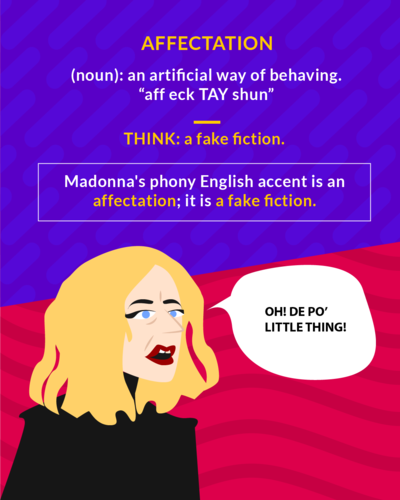 AFFECTATION
(noun): an artificial way of behaving.
“aff eck TAY shun”
THINK: a fake fiction.
Madonna's phony English accent is an
affectation; it is a fake fiction.
OH! DE PO’
LITTLE THING!